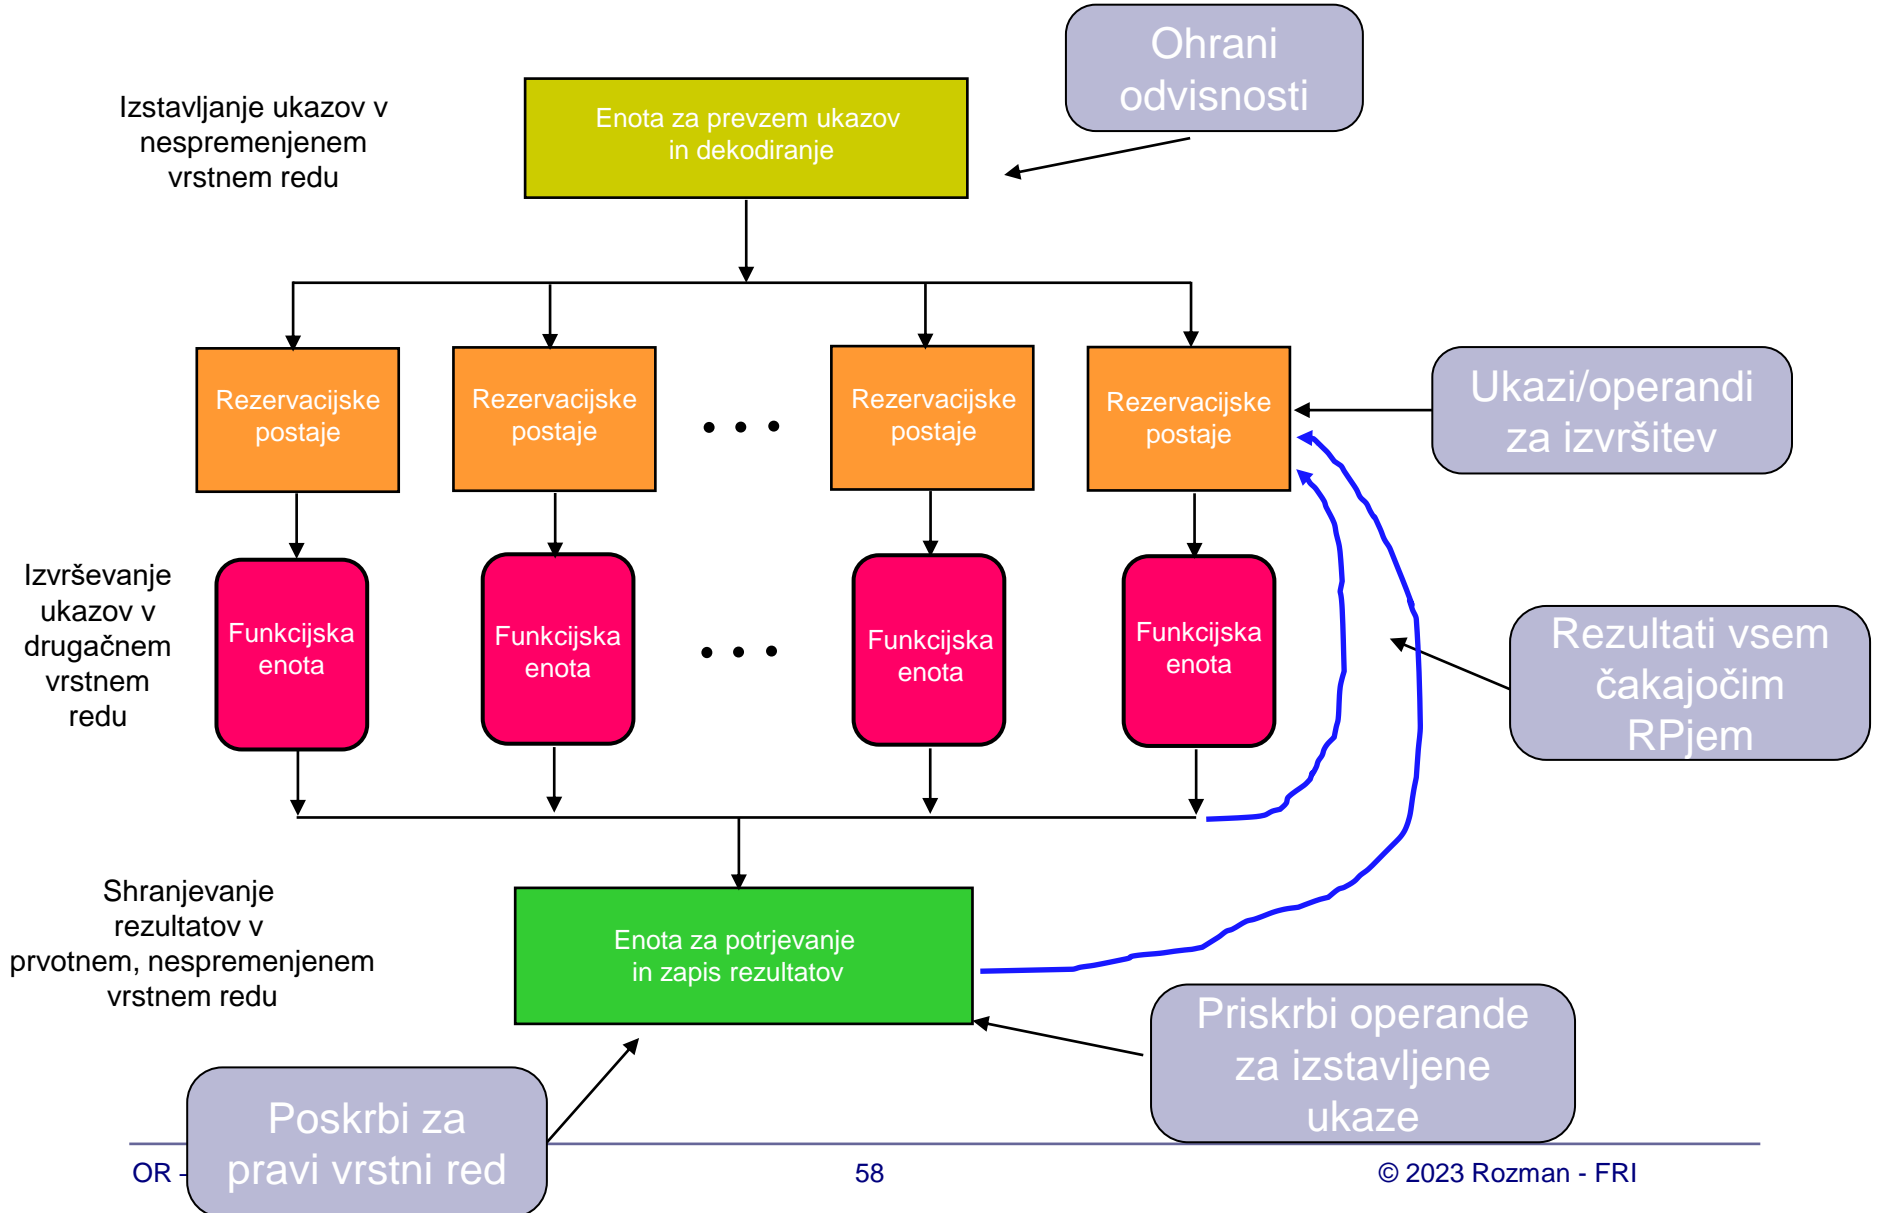 Ohrani
odvisnosti
Izstavljanje ukazov v
nespremenjenem
vrstnem redu
Enota za prevzem ukazov
in dekodiranje
Rezervacijske
postaje
Rezervacijske
postaje
Rezervacijske
postaje
Rezervacijske
postaje
Ukazi/operandi
za izvršitev
Izvrševanje
ukazov v
drugačnem
vrstnem
redu
Funkcijska
enota
Funkcijska
enota
Funkcijska
enota
Funkcijska
enota
Rezultati vsem
čakajočim
RPjem
Shranjevanje
rezultatov v
prvotnem, nespremenjenem
vrstnem redu
Enota za potrjevanje
in zapis rezultatov
Priskrbi operande
za izstavljene
ukaze
Poskrbi za
pravi vrstni red
OR -
58
© 2023 Rozman - FRI